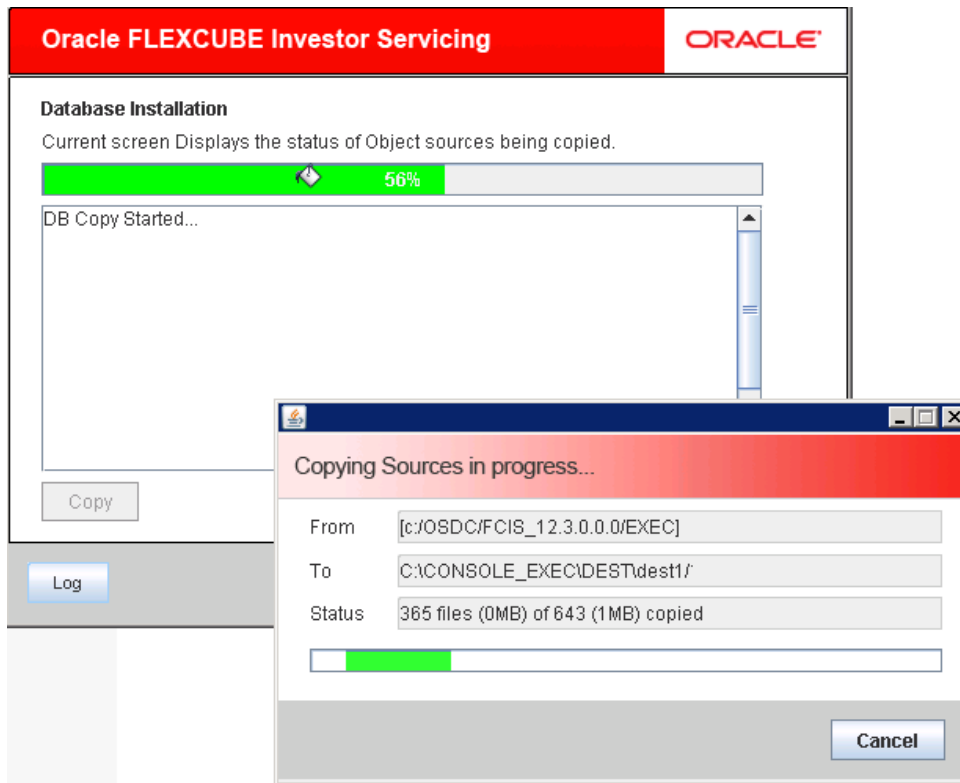 Oracle FLEXCUBE Investor Servicing
ORACLE
Database Installation
Current screen Displays the status of Object sources being copied.
56%
DB Copy Started...
Copying Sources in progress...
Copy
From [c:/OSDC/FCIS_12.3.0.0.0/EXEC]
To C:\CONSOLE_EXEC\DEST\dest1/
Status 365 files (0MB) of 643 (1MB) copied
Log
Cancel